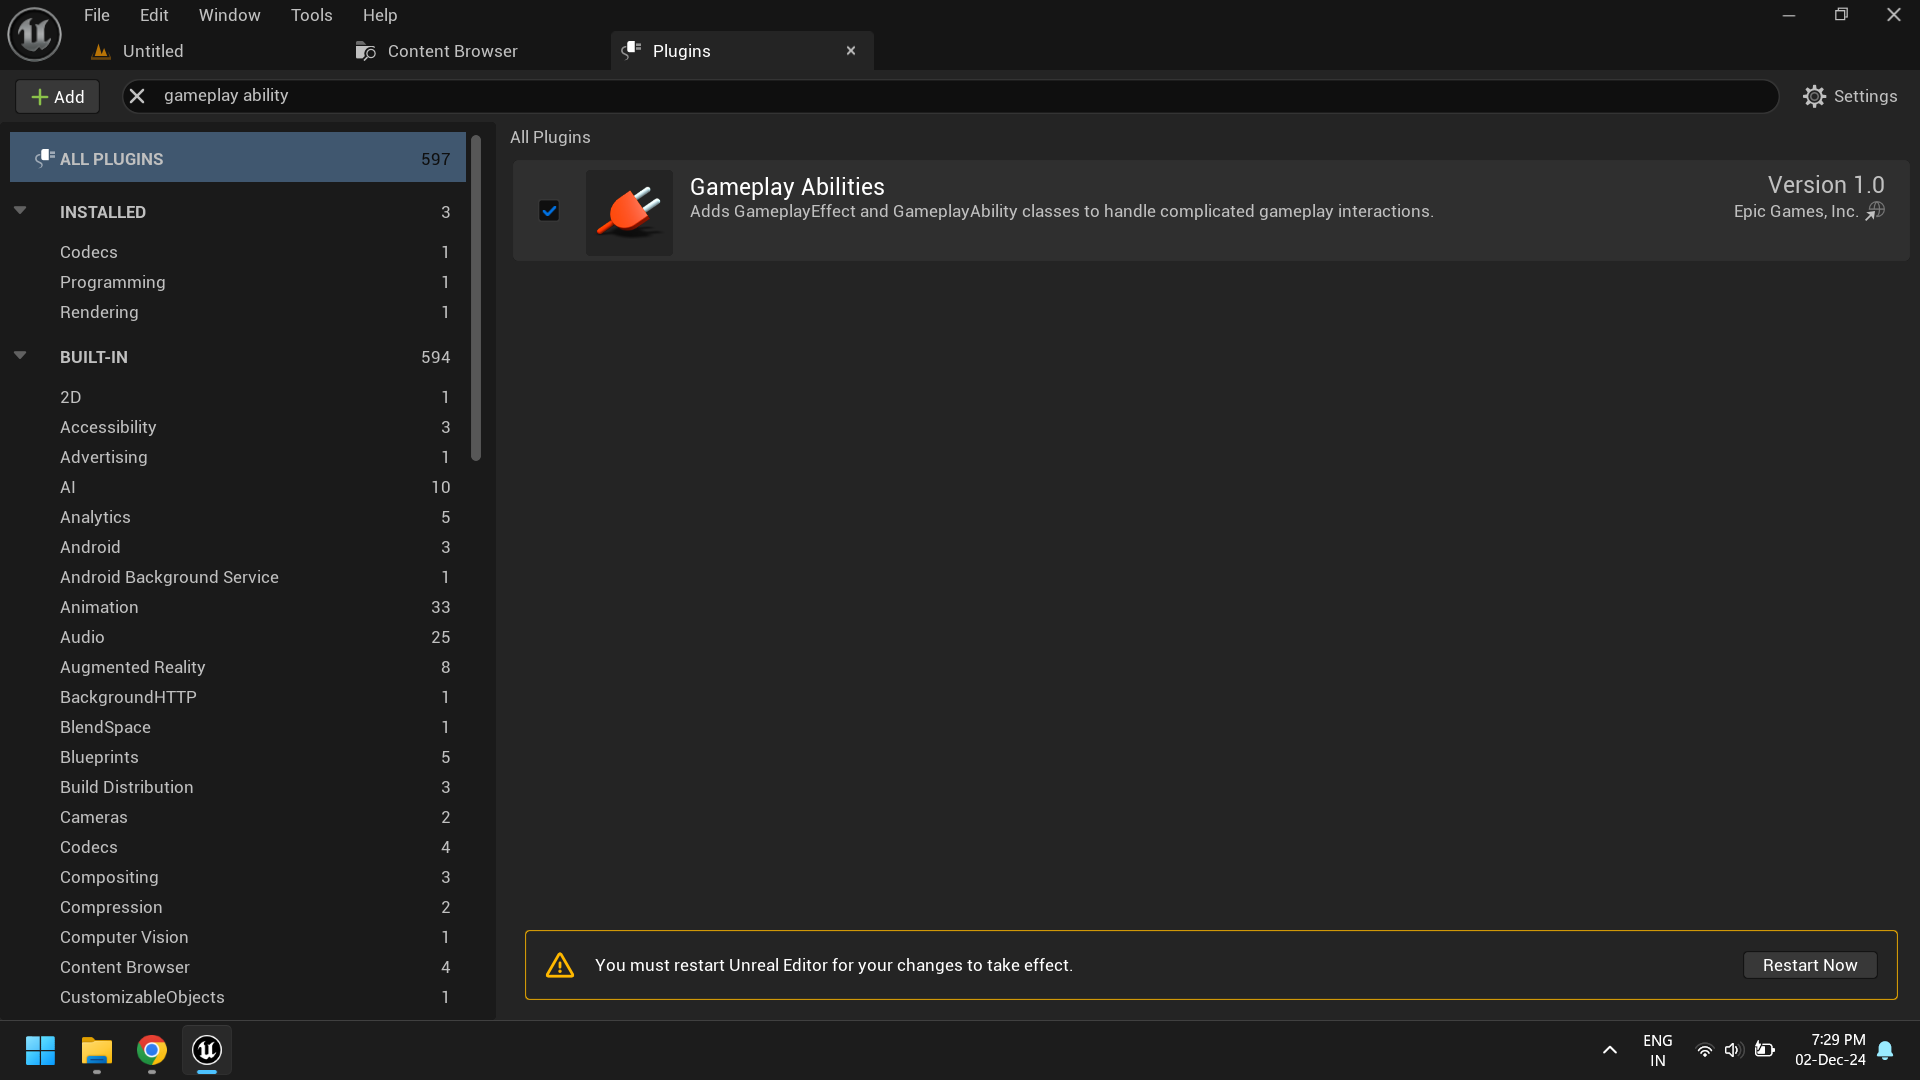 File Edit Window Tools Help
Untitled
Content Browser
Plugins
Add
gameplay ability
Settings
ALL PLUGINS 597
INSTALLED 3
Codecs 1
Programming 1
Rendering 1
BUILT-IN 594
2D 1
Accessibility 3
Advertising 1
AI 10
Analytics 5
Android 3
Android Background Service 1
Animation 33
Audio 25
Augmented Reality 8
BackgroundHTTP 1
BlendSpace 1
Blueprints 5
Build Distribution 3
Cameras 2
Codecs 4
Compositing 3
Compression 2
Computer Vision 1
Content Browser 4
CustomizableObjects 1
All Plugins
Gameplay Abilities
Adds GameplayEffect and GameplayAbility classes to handle complicated gameplay interactions.
Version 1.0
Epic Games, Inc.
You must restart Unreal Editor for your changes to take effect.
Restart Now
ENG
IN
7:29 PM
02-Dec-24